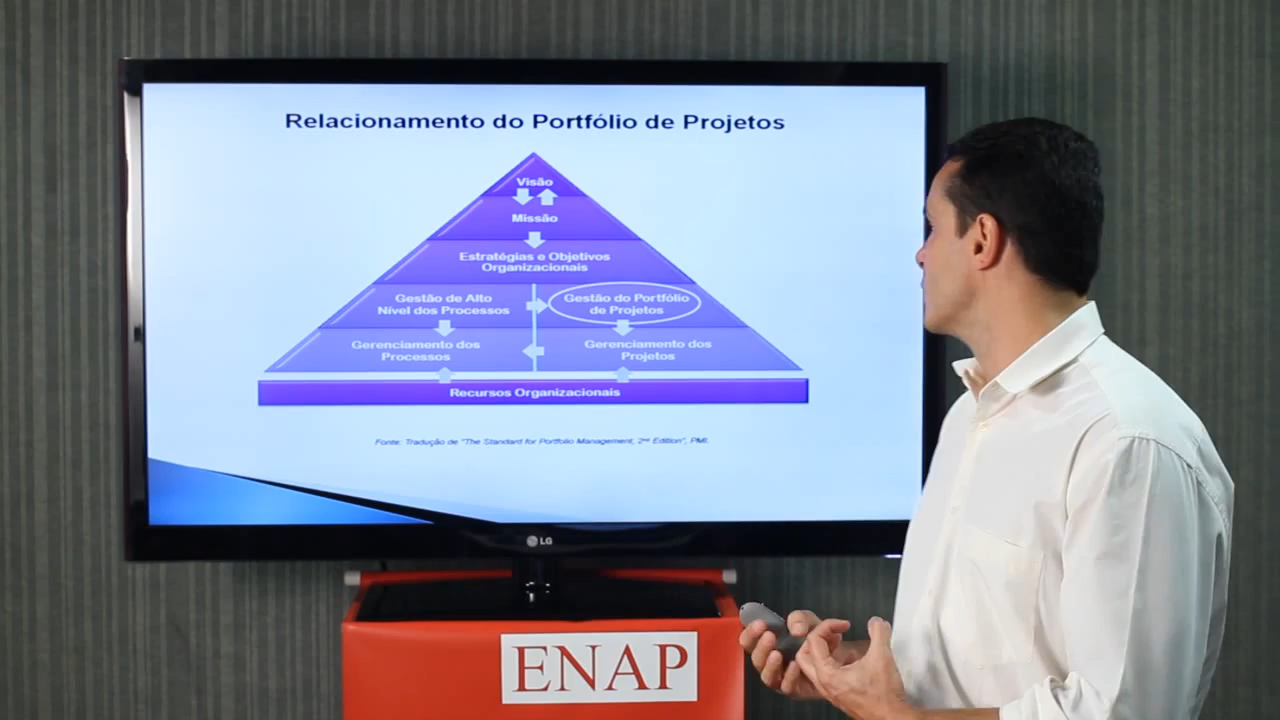 Relacionamento do Portfólio de Projetos
Visão
Missão
Estratégias e Objetivos
Organizacionais
Gestão de Alto
Nível dos Processos
Gestão do Portfólio
de Projetos
Gerenciamento dos
Processos
Gerenciamento dos
Projetos
Recursos Organizacionais
Fonte: Tradução de "The Standard for Portfolio Management, 2nd Edition", PMI.
LG
ENAP